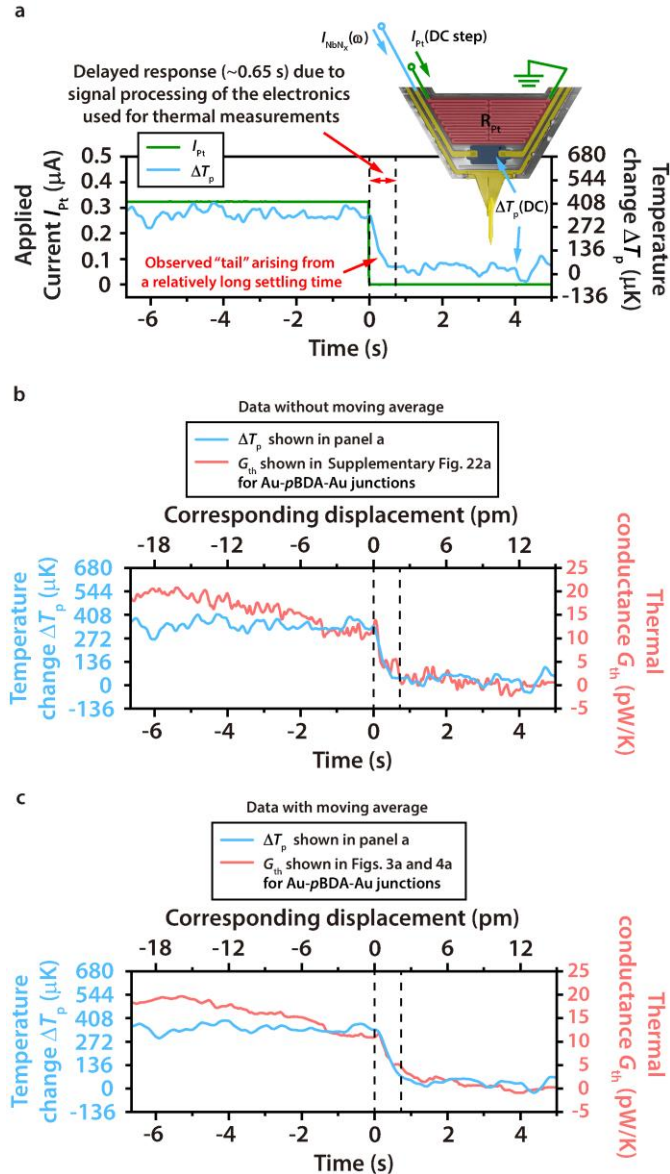 a
I_NbNₓ(ω)
I_Pt(DC step)
Delayed response (~0.65 s) due to
signal processing of the electronics
used for thermal measurements
R_Pt
I_Pt
ΔT_p
ΔT_p(DC)
Applied
Current I_Pt (μA)
0.5
0.4
0.3
0.2
0.1
0
680
544
408
272
136
0
-136
Temperature
change ΔT_p (μK)
Observed "tail" arising from
a relatively long settling time
-6 -4 -2 0 2 4
Time (s)
b
Data without moving average
ΔT_p shown in panel a
G_th shown in Supplementary Fig. 22a
for Au-pBDA-Au junctions
Corresponding displacement (pm)
-18 -12 -6 0 6 12
Temperature
change ΔT_p (μK)
680
544
408
272
136
0
-136
25
20
15
10
5
0
-5
Thermal
conductance G_th (pW/K)
-6 -4 -2 0 2 4
Time (s)
c
Data with moving average
ΔT_p shown in panel a
G_th shown in Figs. 3a and 4a
for Au-pBDA-Au junctions
Corresponding displacement (pm)
-18 -12 -6 0 6 12
Temperature
change ΔT_p (μK)
680
544
408
272
136
0
-136
25
20
15
10
5
0
-5
Thermal
conductance G_th (pW/K)
-6 -4 -2 0 2 4
Time (s)